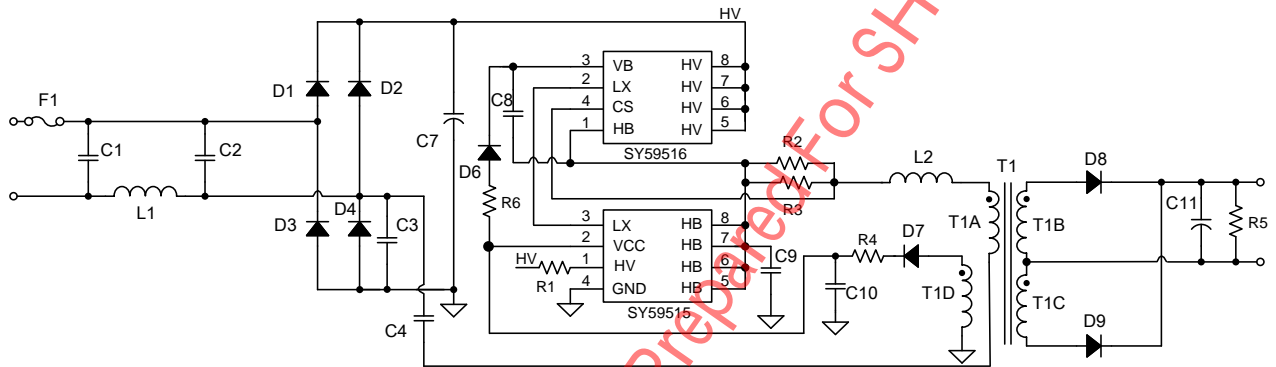 HV
F1
D1
D2
C1
C2
C7
L1
D3
D4
C3
C4
C8
D6
R6
3 VB HV 8
2 LX HV 7
4 CS HV 6
1 HB HV 5
SY59516
R2
R3
L2
3 LX HB 8
2 VCC HB 7
1 HV HB 6
4 GND HB 5
SY59515
HV
R1
C9
R4
D7
C10
T1D
T1
T1A
T1B
T1C
D8
D9
C11
R5
Prepared For SH